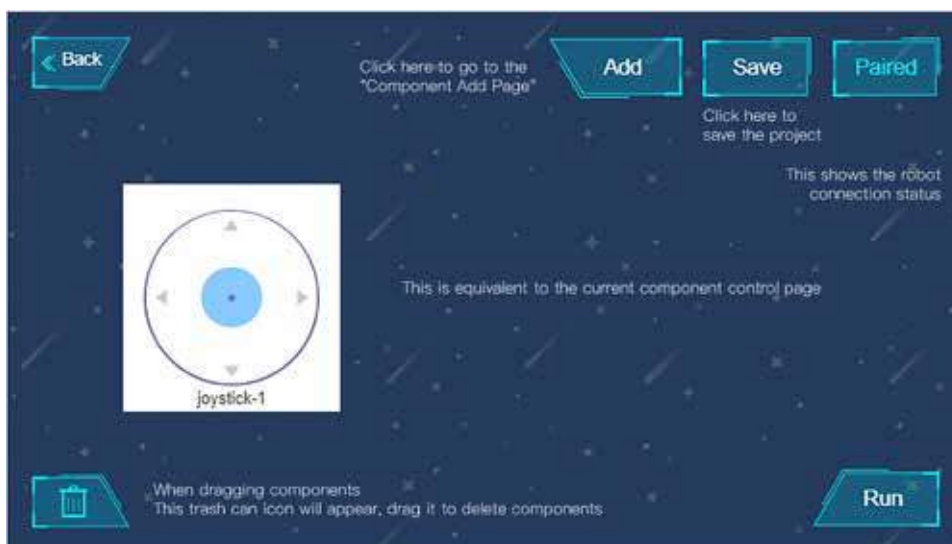 Back
Click here to go to the
"Component Add Page"
Add
Save
Paired
Click here to
save the project
This shows the robot
connection status
This is equivalent to the current component control page
joystick-1
When dragging components
This trash can icon will appear, drag it to delete components
Run